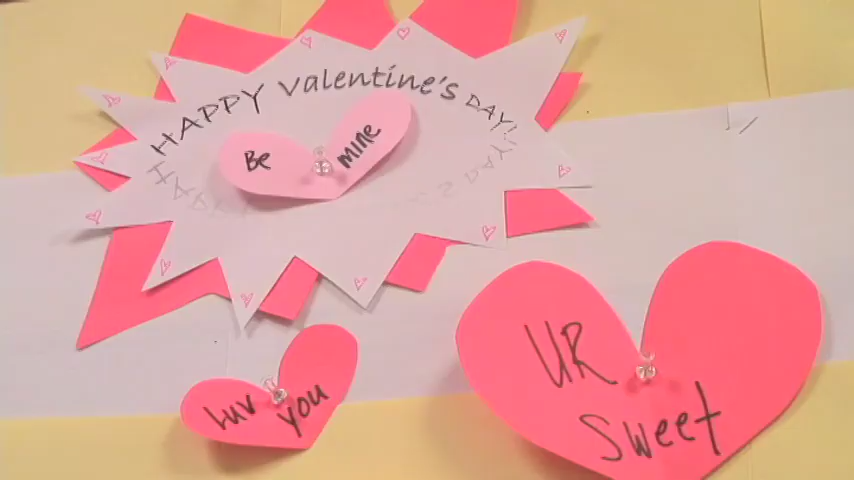 HAPPY valentine's DAY!
Be mine
Luv you
UR
Sweet